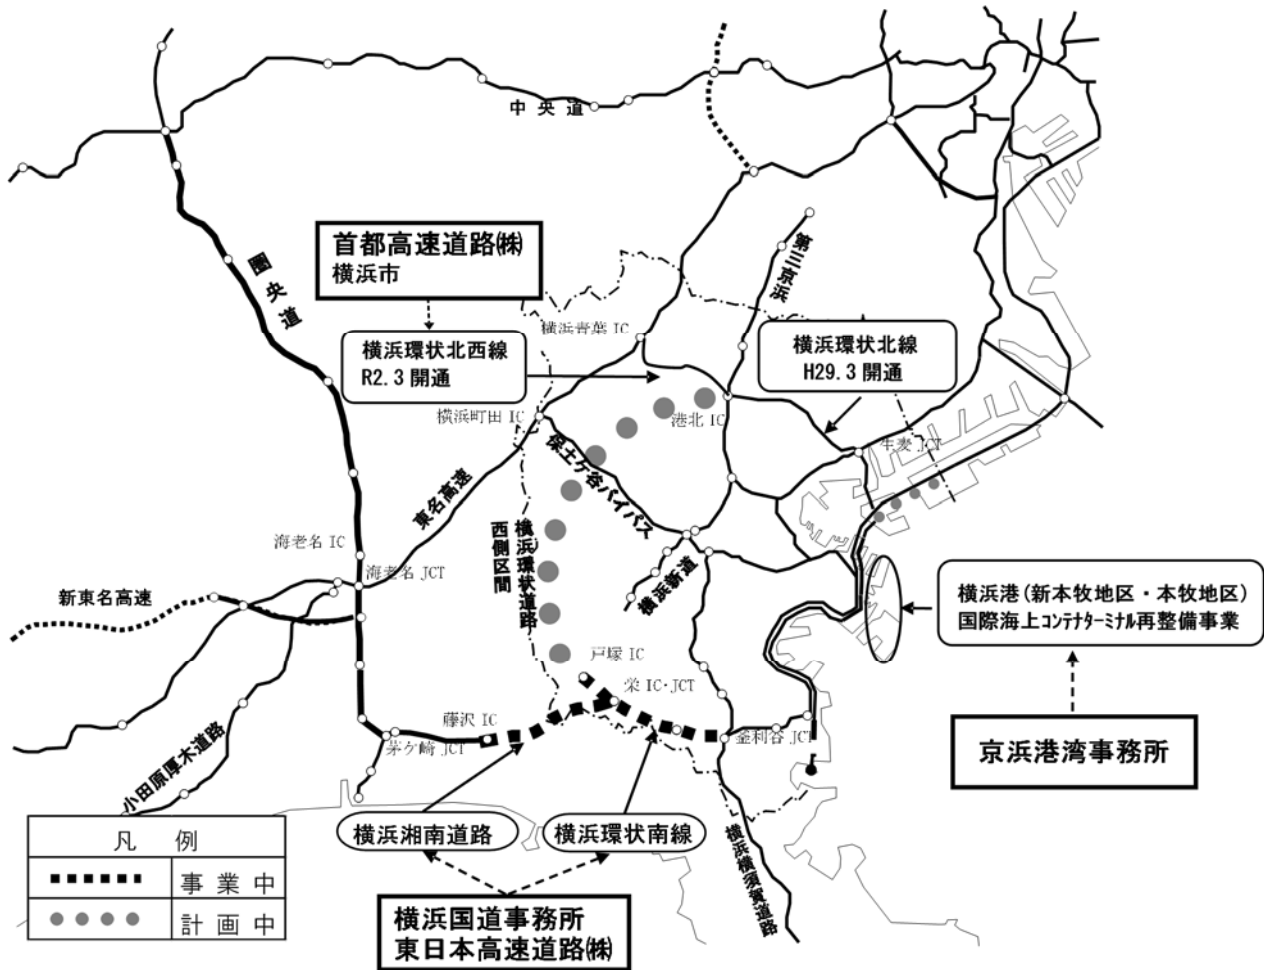 中央道
首都高速道路㈱
横浜市
圏央道
第三京浜
横浜青葉 IC
横浜環状北西線
R2.3 開通
横浜環状北線
H29.3 開通
横浜町田 IC
港北 IC
生麦 JCT
保土ケ谷バイパス
東名高速
横浜環状道路
西側区間
海老名 IC
海老名 JCT
新東名高速
横浜新道
横浜港(新本牧地区・本牧地区)
国際海上コンテナターミナル再整備事業
戸塚 IC
栄 IC・JCT
藤沢 IC
茅ケ崎 JCT
釜利谷 JCT
京浜港湾事務所
小田原厚木道路
横浜湘南道路
横浜環状南線
横浜横須賀道路
凡例
事業中
計画中
横浜国道事務所
東日本高速道路㈱